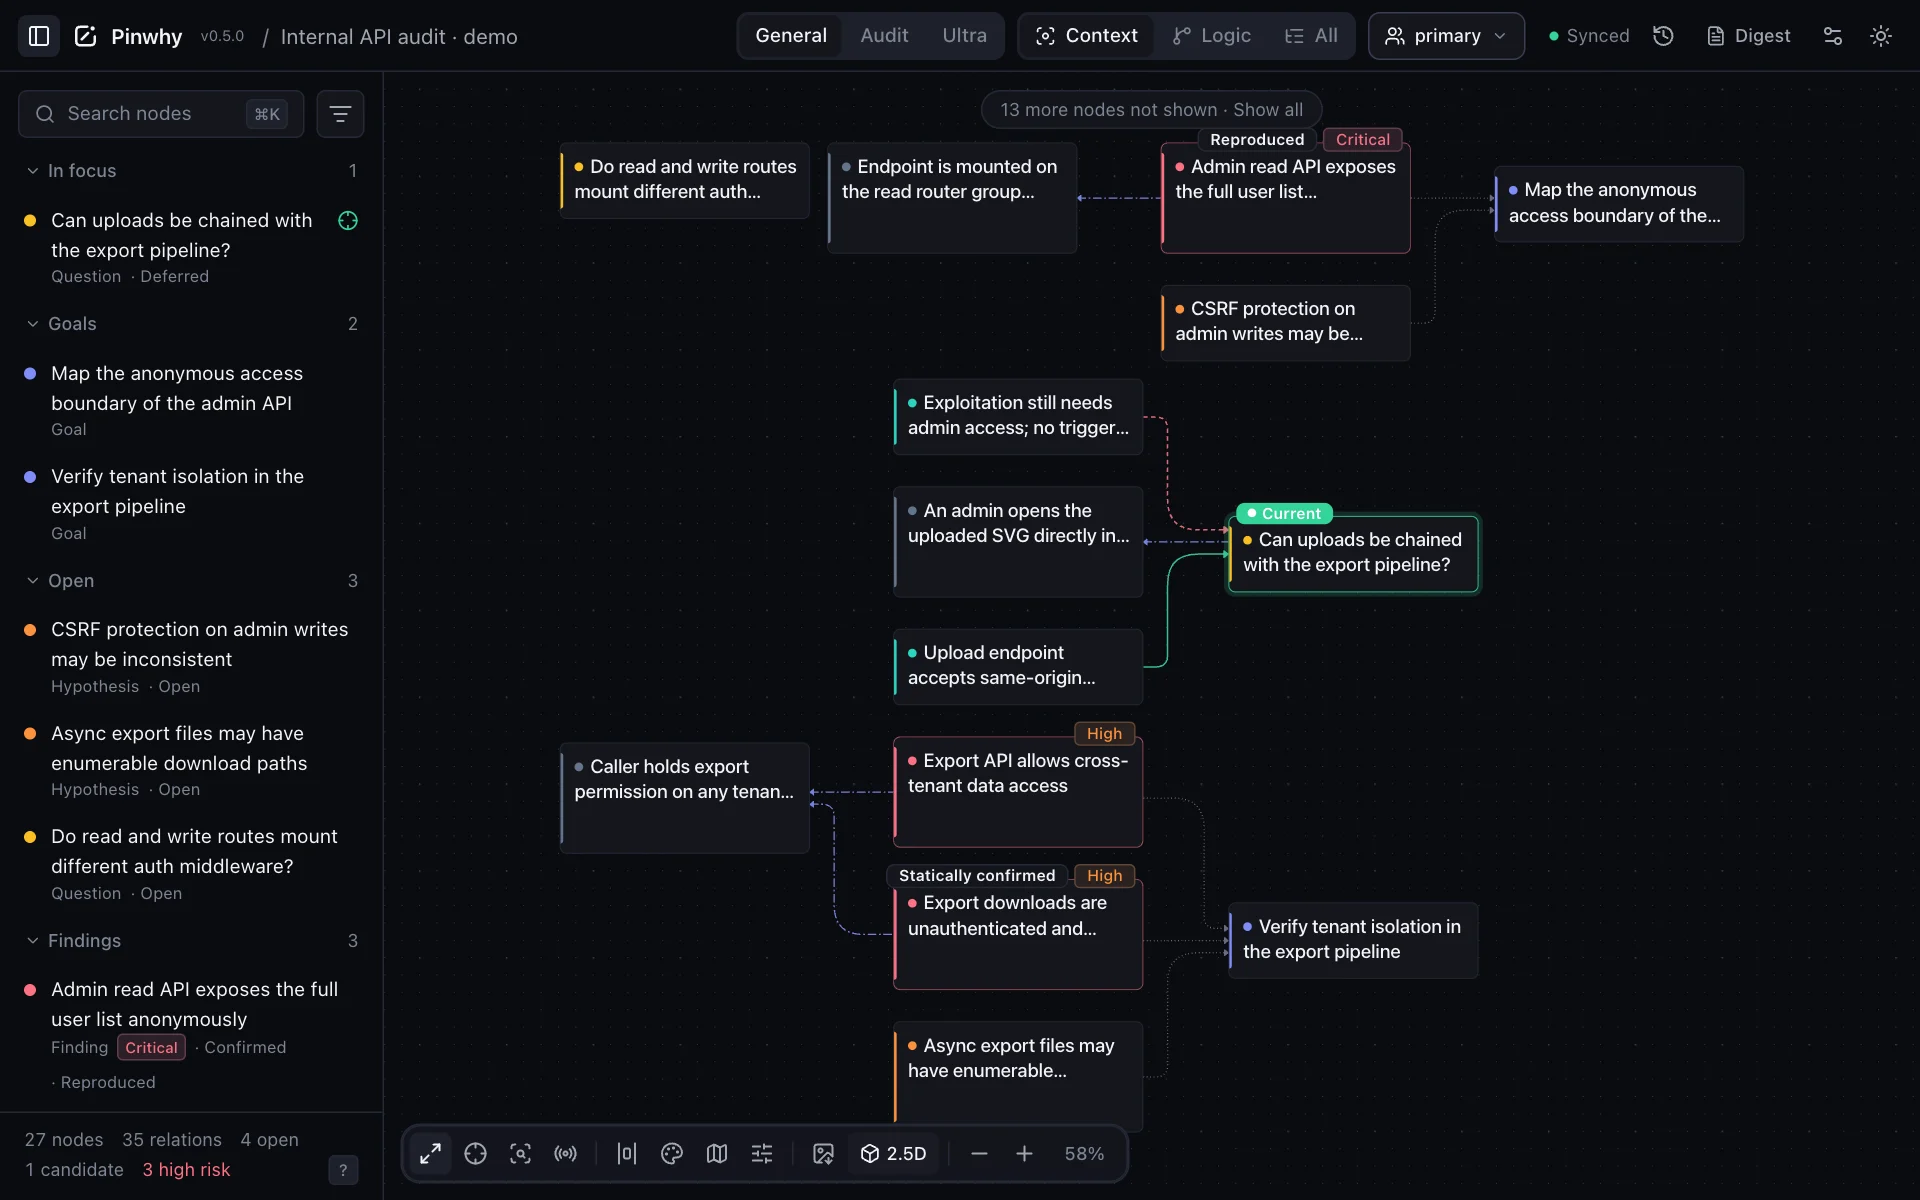 Pinwhy v0.5.0 / Internal API audit · demo
General Audit Ultra
Context Logic All
primary
Synced
Digest
Search nodes ⌘K
In focus 1
Can uploads be chained with
the export pipeline?
Question · Deferred
Goals 2
Map the anonymous access
boundary of the admin API
Goal
Verify tenant isolation in the
export pipeline
Goal
Open 3
CSRF protection on admin writes
may be inconsistent
Hypothesis · Open
Async export files may have
enumerable download paths
Hypothesis · Open
Do read and write routes mount
different auth middleware?
Question · Open
Findings 3
Admin read API exposes the full
user list anonymously
Finding Critical · Confirmed
· Reproduced
27 nodes 35 relations 4 open
1 candidate 3 high risk
?
13 more nodes not shown · Show all
Do read and write routes
mount different auth...
Endpoint is mounted on
the read router group...
Reproduced Critical
Admin read API exposes
the full user list...
Map the anonymous
access boundary of the...
CSRF protection on
admin writes may be...
Exploitation still needs
admin access; no trigger...
An admin opens the
uploaded SVG directly in...
Current
Can uploads be chained
with the export pipeline?
Upload endpoint
accepts same-origin...
Caller holds export
permission on any tenan...
High
Export API allows cross-
tenant data access
Statically confirmed High
Export downloads are
unauthenticated and...
Verify tenant isolation in
the export pipeline
Async export files may
have enumerable...
2.5D
58%